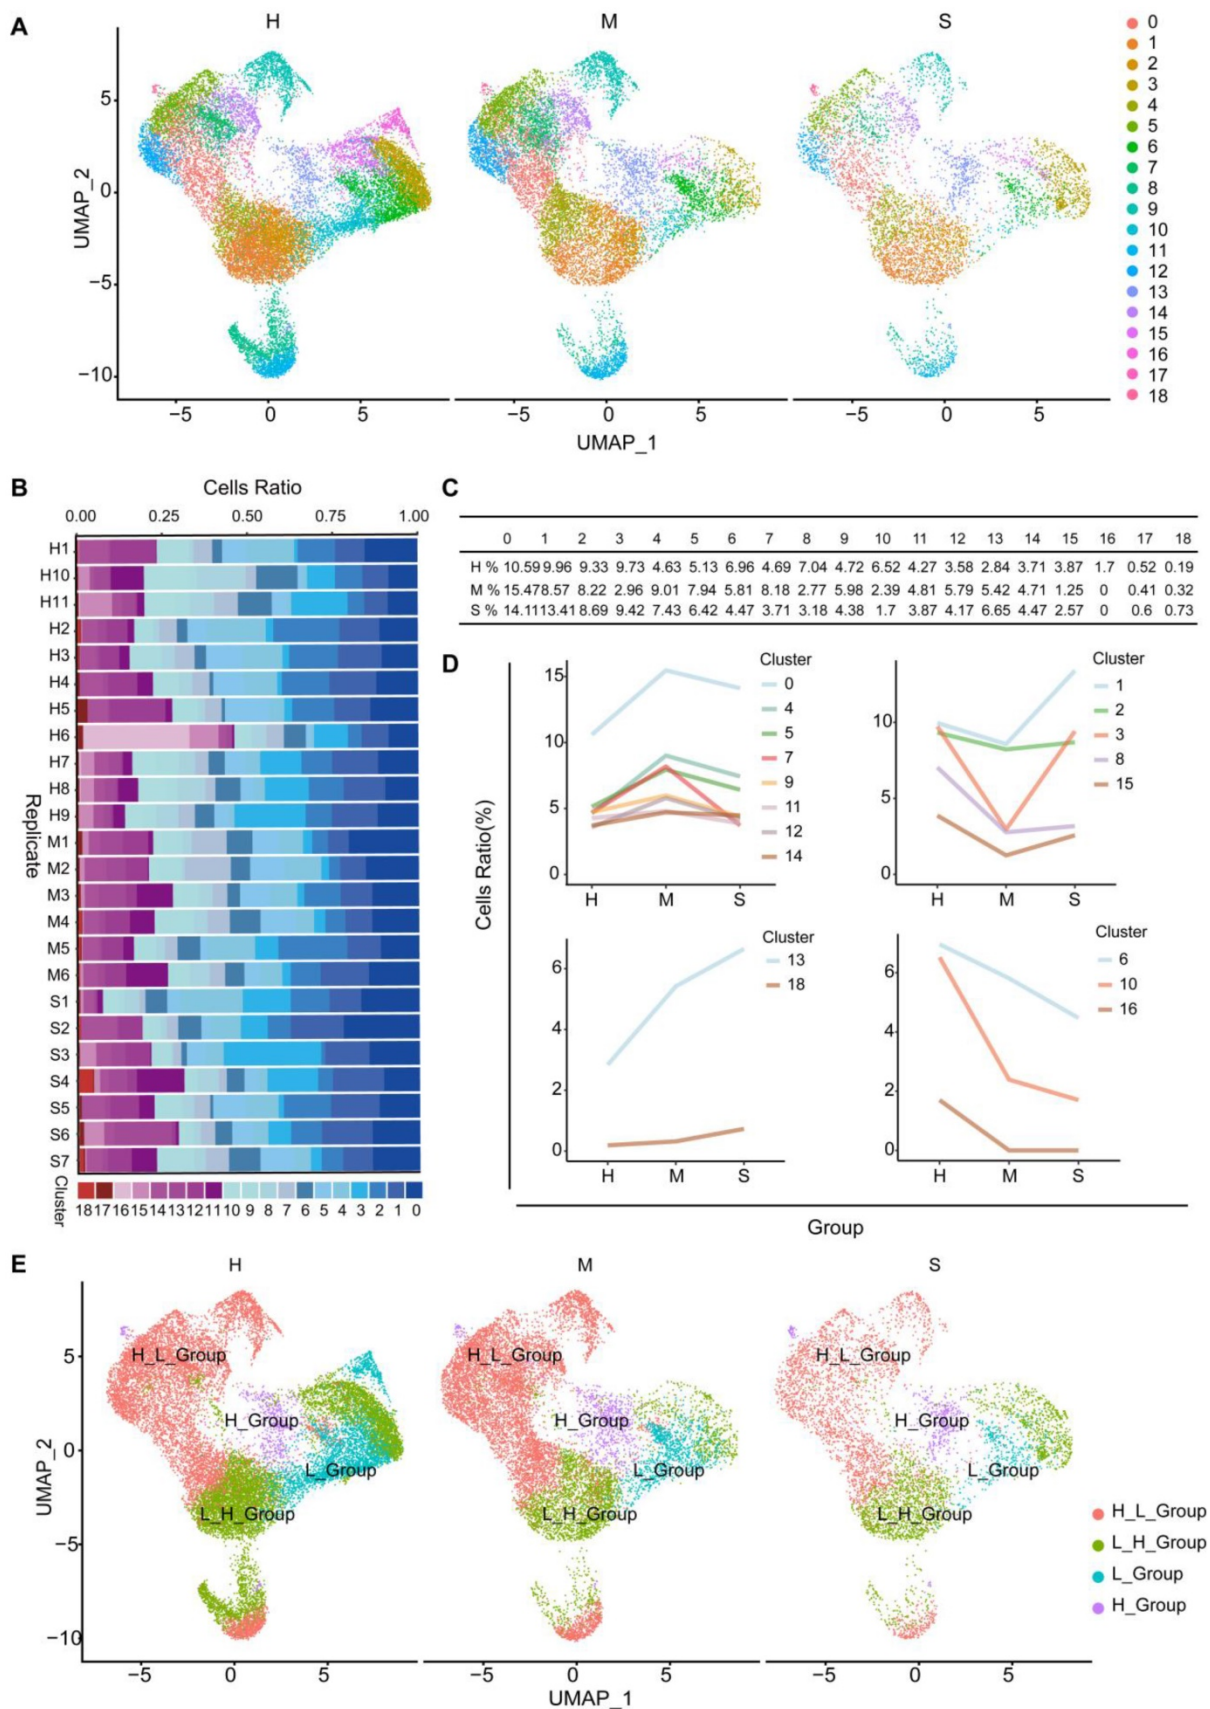 A
H
M
S
UMAP_2
5
0
−5
−10
−5
0
5
−5
0
5
−5
0
5
UMAP_1
0
1
2
3
4
5
6
7
8
9
10
11
12
13
14
15
16
17
18
B
Cells Ratio
0.00 0.25 0.50 0.75 1.00
Replicate
H1
H10
H11
H2
H3
H4
H5
H6
H7
H8
H9
M1
M2
M3
M4
M5
M6
S1
S2
S3
S4
S5
S6
S7
Cluster
18 17 16 15 14 13 12 11 10 9 8 7 6 5 4 3 2 1 0
C
0 1 2 3 4 5 6 7 8 9 10 11 12 13 14 15 16 17 18
H % 10.59 9.96 9.33 9.73 4.63 5.13 6.96 4.69 7.04 4.72 6.52 4.27 3.58 2.84 3.71 3.87 1.7 0.52 0.19
M % 15.478.57 8.22 2.96 9.01 7.94 5.81 8.18 2.77 5.98 2.39 4.81 5.79 5.42 4.71 1.25 0 0.41 0.32
S % 14.1113.41 8.69 9.42 7.43 6.42 4.47 3.71 3.18 4.38 1.7 3.87 4.17 6.65 4.47 2.57 0 0.6 0.73
D
Cells Ratio(%)
15
10
5
0
H M S
Cluster
0
4
5
7
9
11
12
14
10
5
0
H M S
Cluster
1
2
3
8
15
6
4
2
0
H M S
Cluster
13
18
6
4
2
0
H M S
Cluster
6
10
16
Group
E
H
M
S
UMAP_2
5
0
−5
−10
H_L_Group
H_Group
L_Group
L_H_Group
H_L_Group
H_Group
L_Group
L_H_Group
H_L_Group
H_Group
L_Group
L_H_Group
−5 0 5
−5 0 5
−5 0 5
UMAP_1
H_L_Group
L_H_Group
L_Group
H_Group